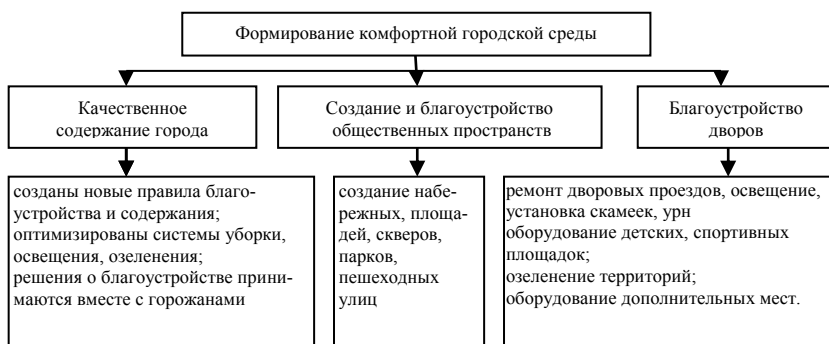 Формирование комфортной городской среды
Качественное
содержание города
Создание и благоустройство
общественных пространств
Благоустройство
дворов
созданы новые правила благо-
устройства и содержания;
оптимизированы системы уборки,
освещения, озеленения;
решения о благоустройстве прини-
маются вместе с горожанами
создание набе-
режных, площа-
дей, скверов,
парков,
пешеходных
улиц
ремонт дворовых проездов, освещение,
установка скамеек, урн
оборудование детских, спортивных
площадок;
озеленение территорий;
оборудование дополнительных мест.